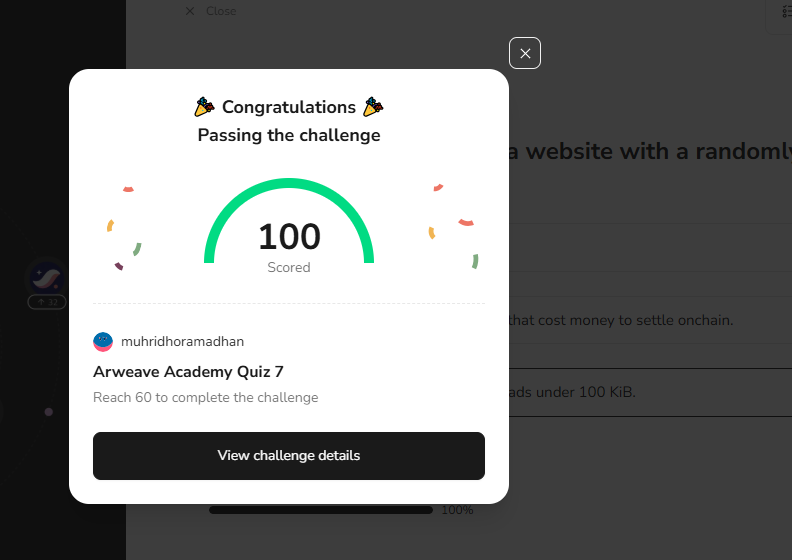 Close
Congratulations
Passing the challenge
a website with a randomly
100
Scored
32
that cost money to settle onchain.
muhridhoramadhan
Arweave Academy Quiz 7
Reach 60 to complete the challenge
ads under 100 KiB.
View challenge details
100%